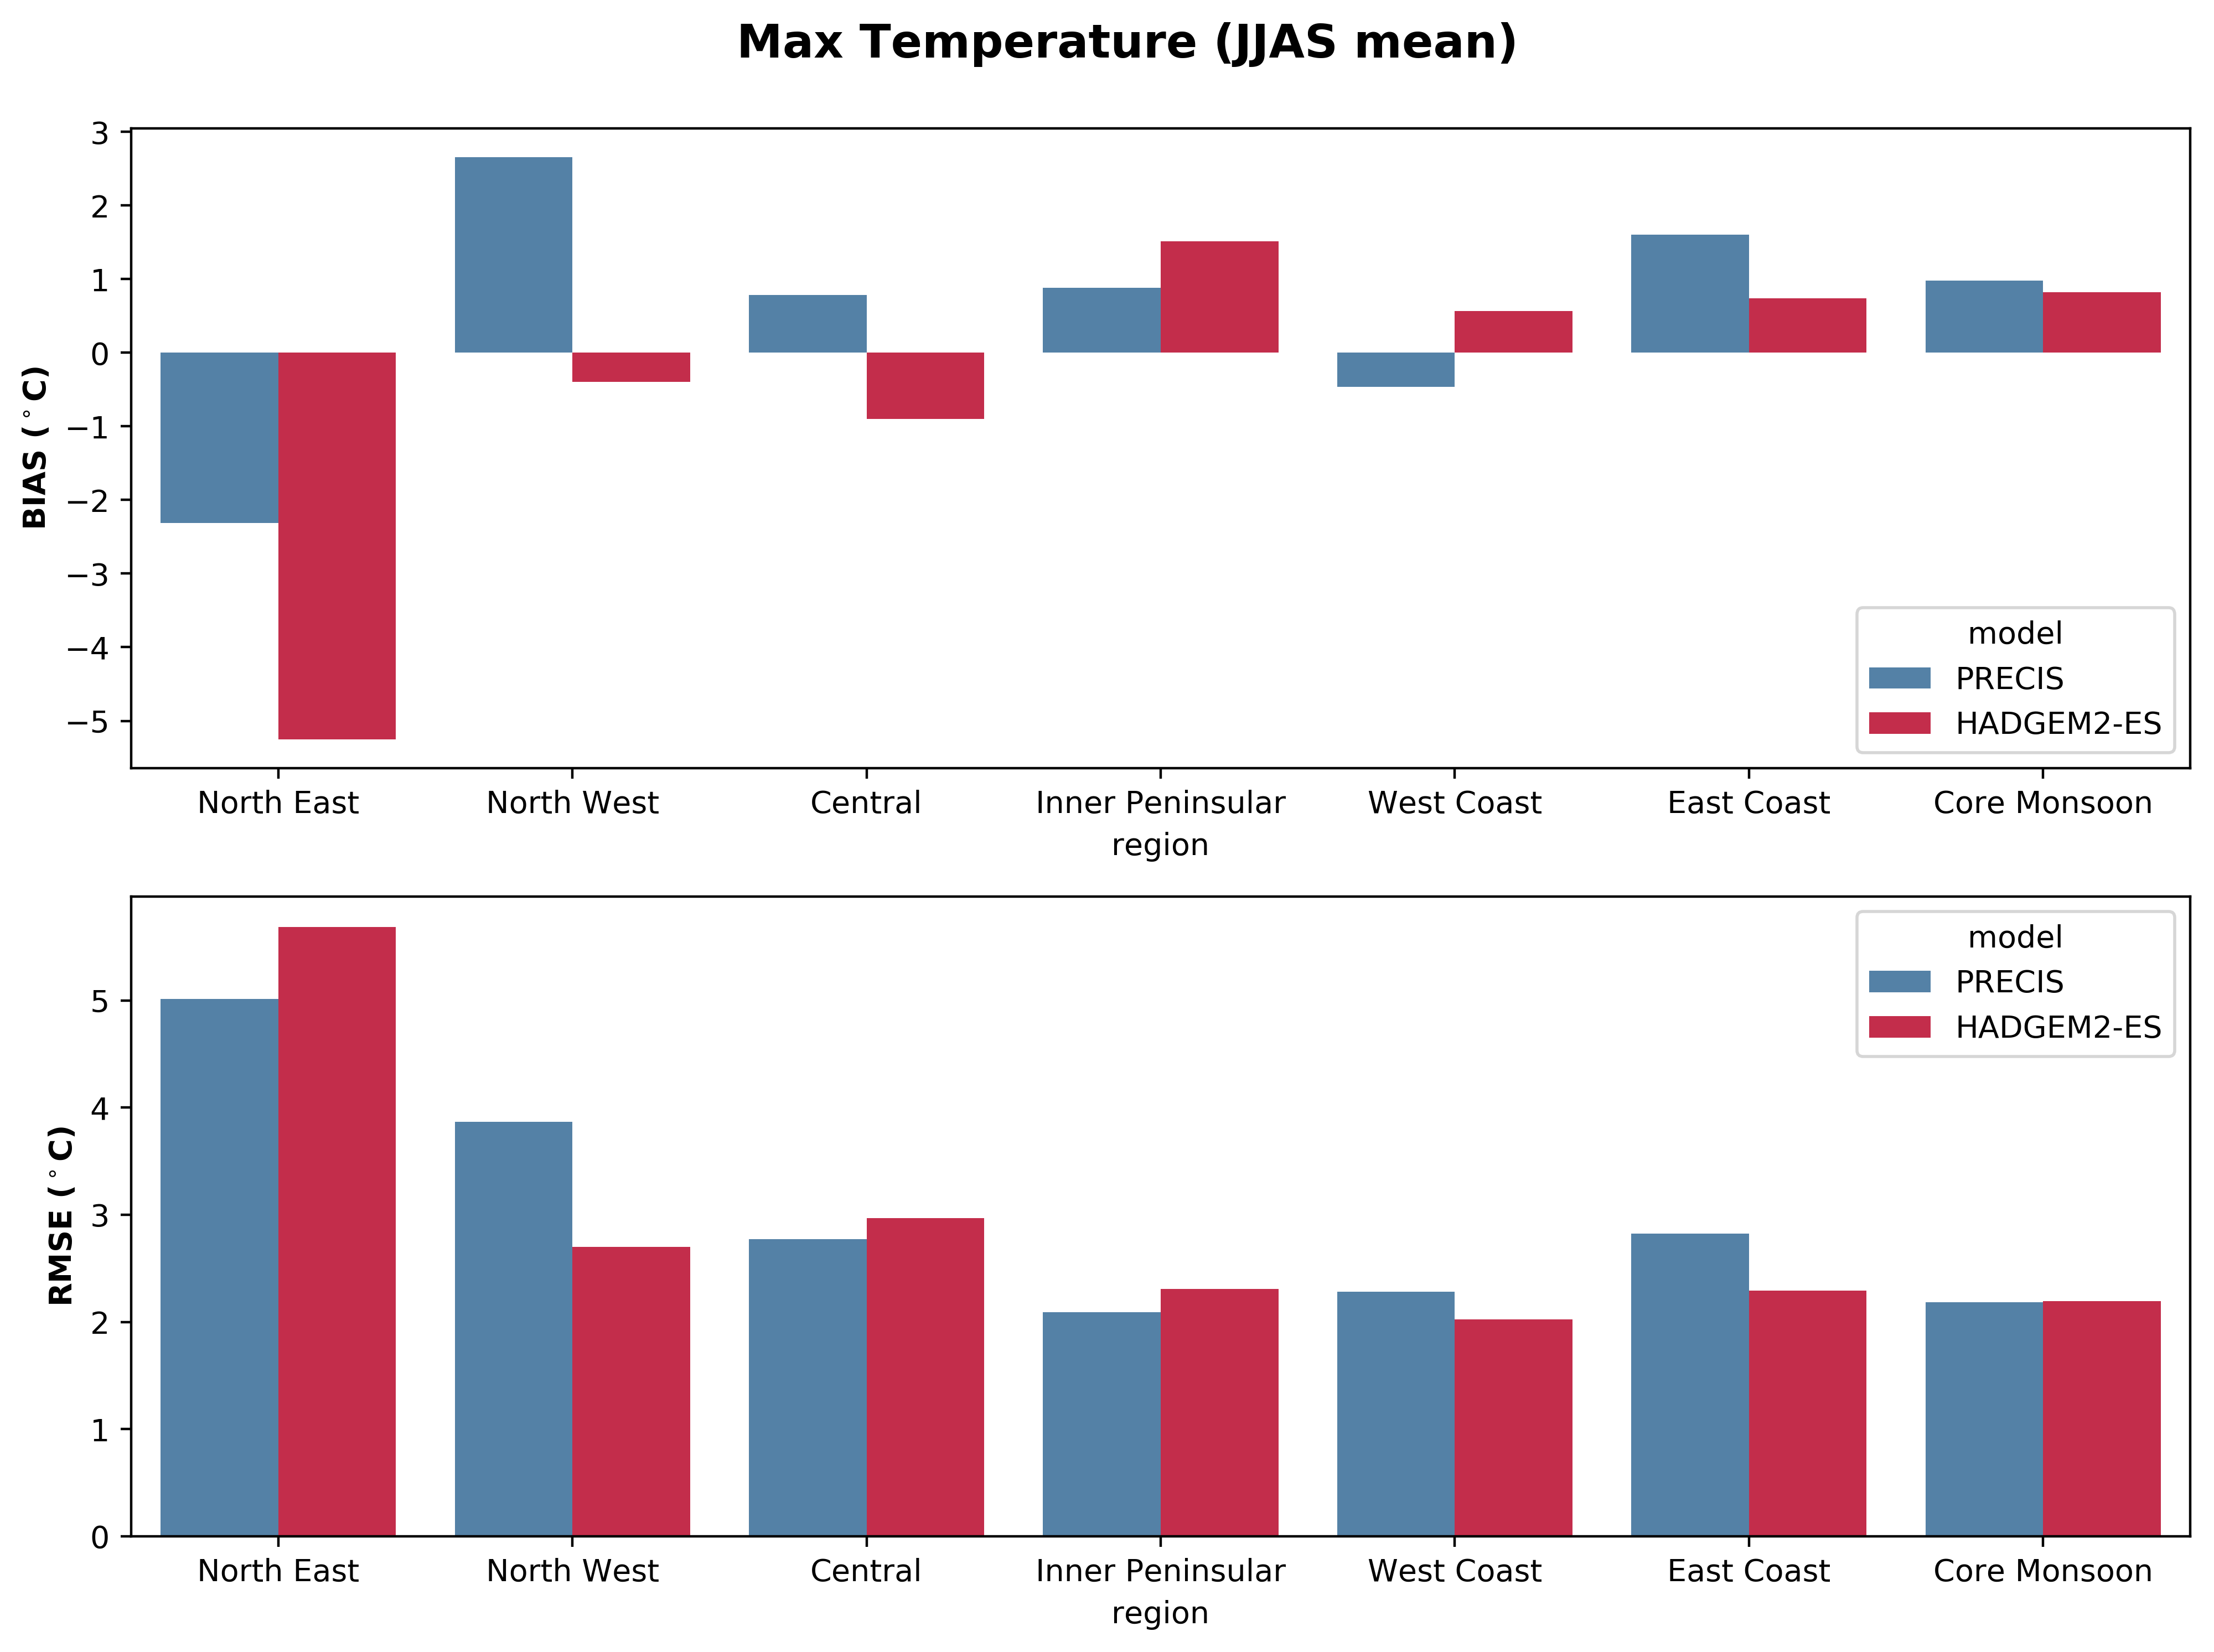 Max Temperature (JJAS mean)
BIAS (°C)
3
2
1
0
−1
−2
−3
−4
−5
model
PRECIS
HADGEM2-ES
North East North West Central Inner Peninsular West Coast East Coast Core Monsoon
region
RMSE (°C)
5
4
3
2
1
0
model
PRECIS
HADGEM2-ES
North East North West Central Inner Peninsular West Coast East Coast Core Monsoon
region